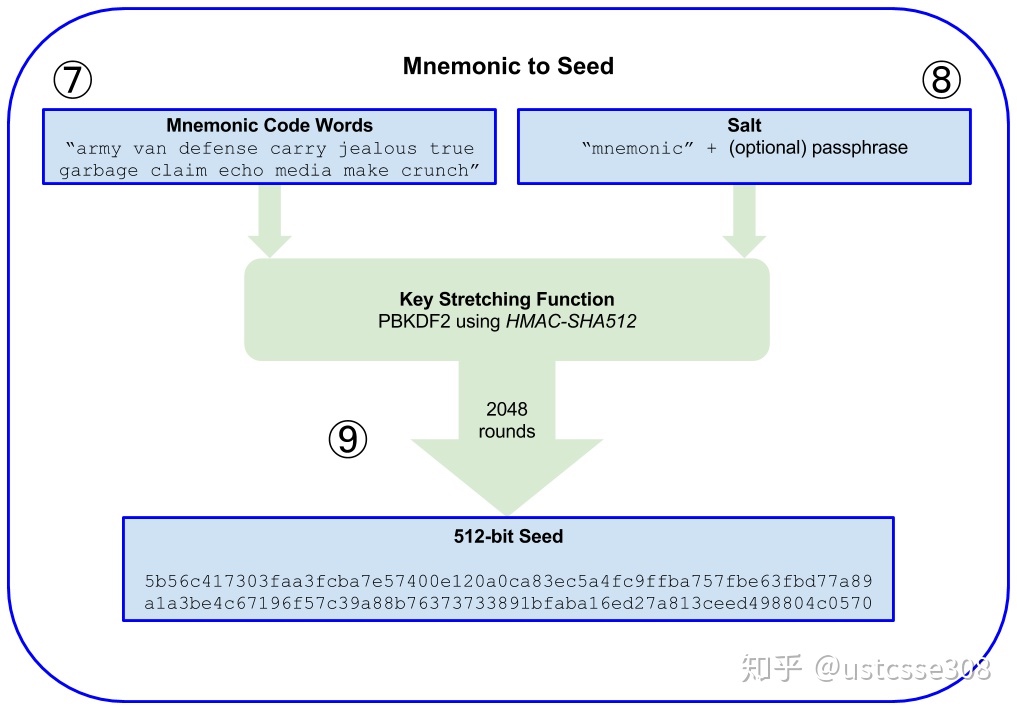 Mnemonic to Seed
⑦
⑧
Mnemonic Code Words
“army van defense carry jealous true
garbage claim echo media make crunch”
Salt
“mnemonic” + (optional) passphrase
Key Stretching Function
PBKDF2 using HMAC-SHA512
2048
rounds
⑨
512-bit Seed
5b56c417303faa3fcba7e57400e120a0ca83ec5a4fc9ffba757fbe63fbd77a89
a1a3be4c67196f57c39a88b76373733891bfaba16ed27a813ceed498804c0570
知乎 @ustcsse308